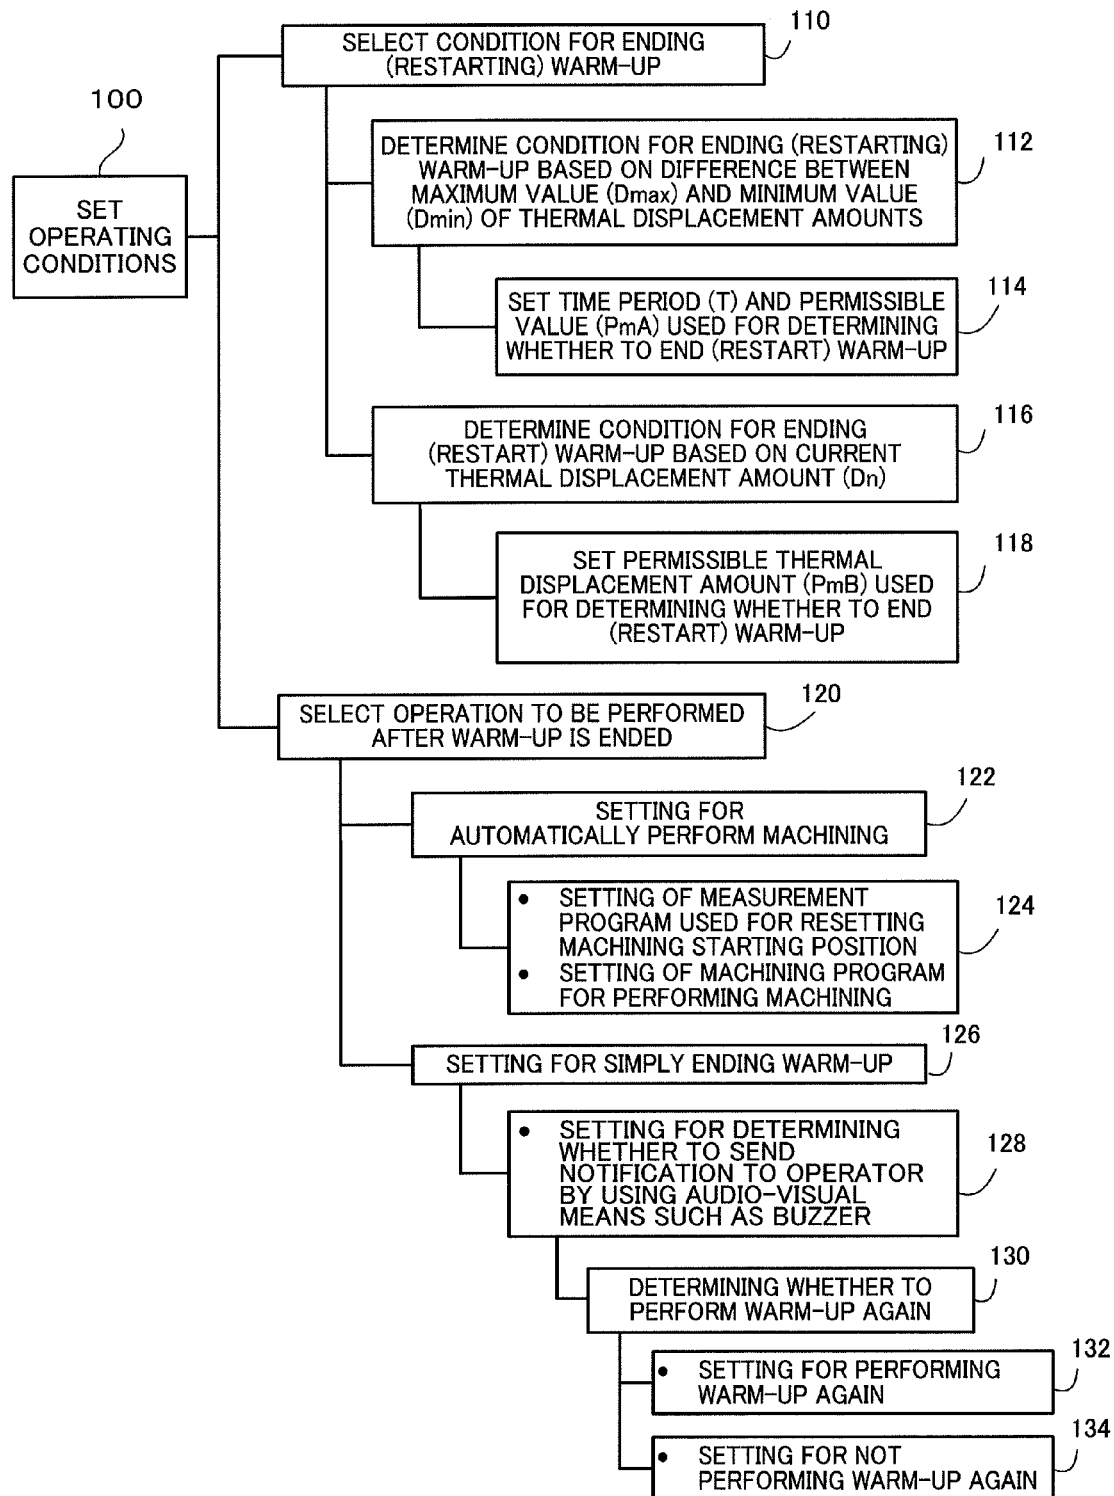 110
SELECT CONDITION FOR ENDING
(RESTARTING) WARM-UP
100
SET
OPERATING
CONDITIONS
112
DETERMINE CONDITION FOR ENDING (RESTARTING)
WARM-UP BASED ON DIFFERENCE BETWEEN
MAXIMUM VALUE (Dmax) AND MINIMUM VALUE
(Dmin) OF THERMAL DISPLACEMENT AMOUNTS
114
SET TIME PERIOD (T) AND PERMISSIBLE
VALUE (PmA) USED FOR DETERMINING
WHETHER TO END (RESTART) WARM-UP
116
DETERMINE CONDITION FOR ENDING
(RESTART) WARM-UP BASED ON CURRENT
THERMAL DISPLACEMENT AMOUNT (Dn)
118
SET PERMISSIBLE THERMAL
DISPLACEMENT AMOUNT (PmB) USED
FOR DETERMINING WHETHER TO END
(RESTART) WARM-UP
120
SELECT OPERATION TO BE PERFORMED
AFTER WARM-UP IS ENDED
122
SETTING FOR
AUTOMATICALLY PERFORM MACHINING
124
• SETTING OF MEASUREMENT
PROGRAM USED FOR RESETTING
MACHINING STARTING POSITION
• SETTING OF MACHINING PROGRAM
FOR PERFORMING MACHINING
126
SETTING FOR SIMPLY ENDING WARM-UP
128
• SETTING FOR DETERMINING
WHETHER TO SEND
NOTIFICATION TO OPERATOR
BY USING AUDIO-VISUAL
MEANS SUCH AS BUZZER
130
DETERMINING WHETHER TO
PERFORM WARM-UP AGAIN
132
• SETTING FOR PERFORMING
WARM-UP AGAIN
134
• SETTING FOR NOT
PERFORMING WARM-UP AGAIN